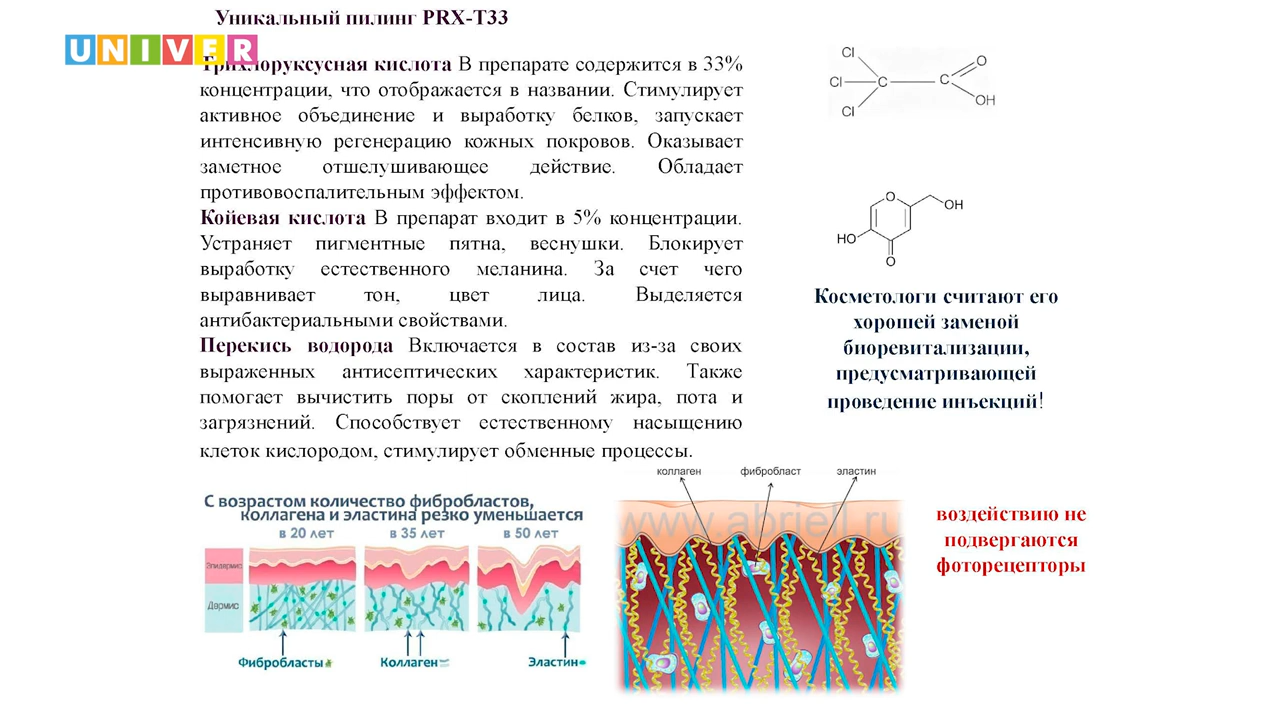 Уникальный пилинг PRX-T33
UNIVER
Трихлоруксусная кислота В препарате содержится в 33%
концентрации, что отображается в названии. Стимулирует
активное объединение и выработку белков, запускает
интенсивную регенерацию кожных покровов. Оказывает
заметное отшелушивающее действие. Обладает
противовоспалительным эффектом.
Койевая кислота В препарат входит в 5% концентрации.
Устраняет пигментные пятна, веснушки. Блокирует
выработку естественного меланина. За счет чего
выравнивает тон, цвет лица. Выделяется
антибактериальными свойствами.
Перекись водорода Включается в состав из-за своих
выраженных антисептических характеристик. Также
помогает вычистить поры от скоплений жира, пота и
загрязнений. Способствует естественному насыщению
клеток кислородом, стимулирует обменные процессы.
Cl
Cl
Cl
C
C
O
OH
O
OH
HO
O
Косметологи считают его
хорошей заменой
биоревитализации,
предусматривающей
проведение инъекций!
С возрастом количество фибробластов,
коллагена и эластина резко уменьшается
в 20 лет в 35 лет в 50 лет
Эпидермис
Дермис
Фибробласты Коллаген Эластин
коллаген фибробласт эластин
www.abriell.ru
воздействию не
подвергаются
фоторецепторы